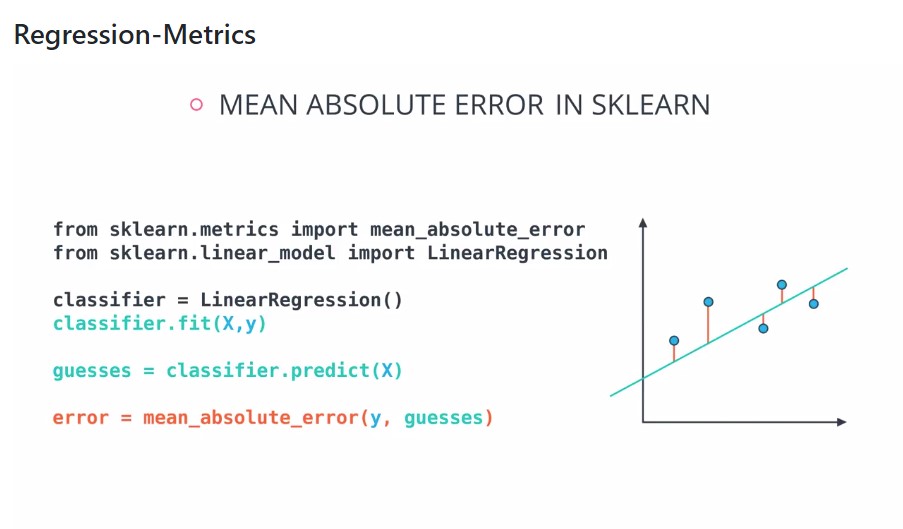 Regression-Metrics
MEAN ABSOLUTE ERROR IN SKLEARN
from sklearn.metrics import mean_absolute_error
from sklearn.linear_model import LinearRegression
classifier = LinearRegression()
classifier.fit(X,y)
guesses = classifier.predict(X)
error = mean_absolute_error(y, guesses)